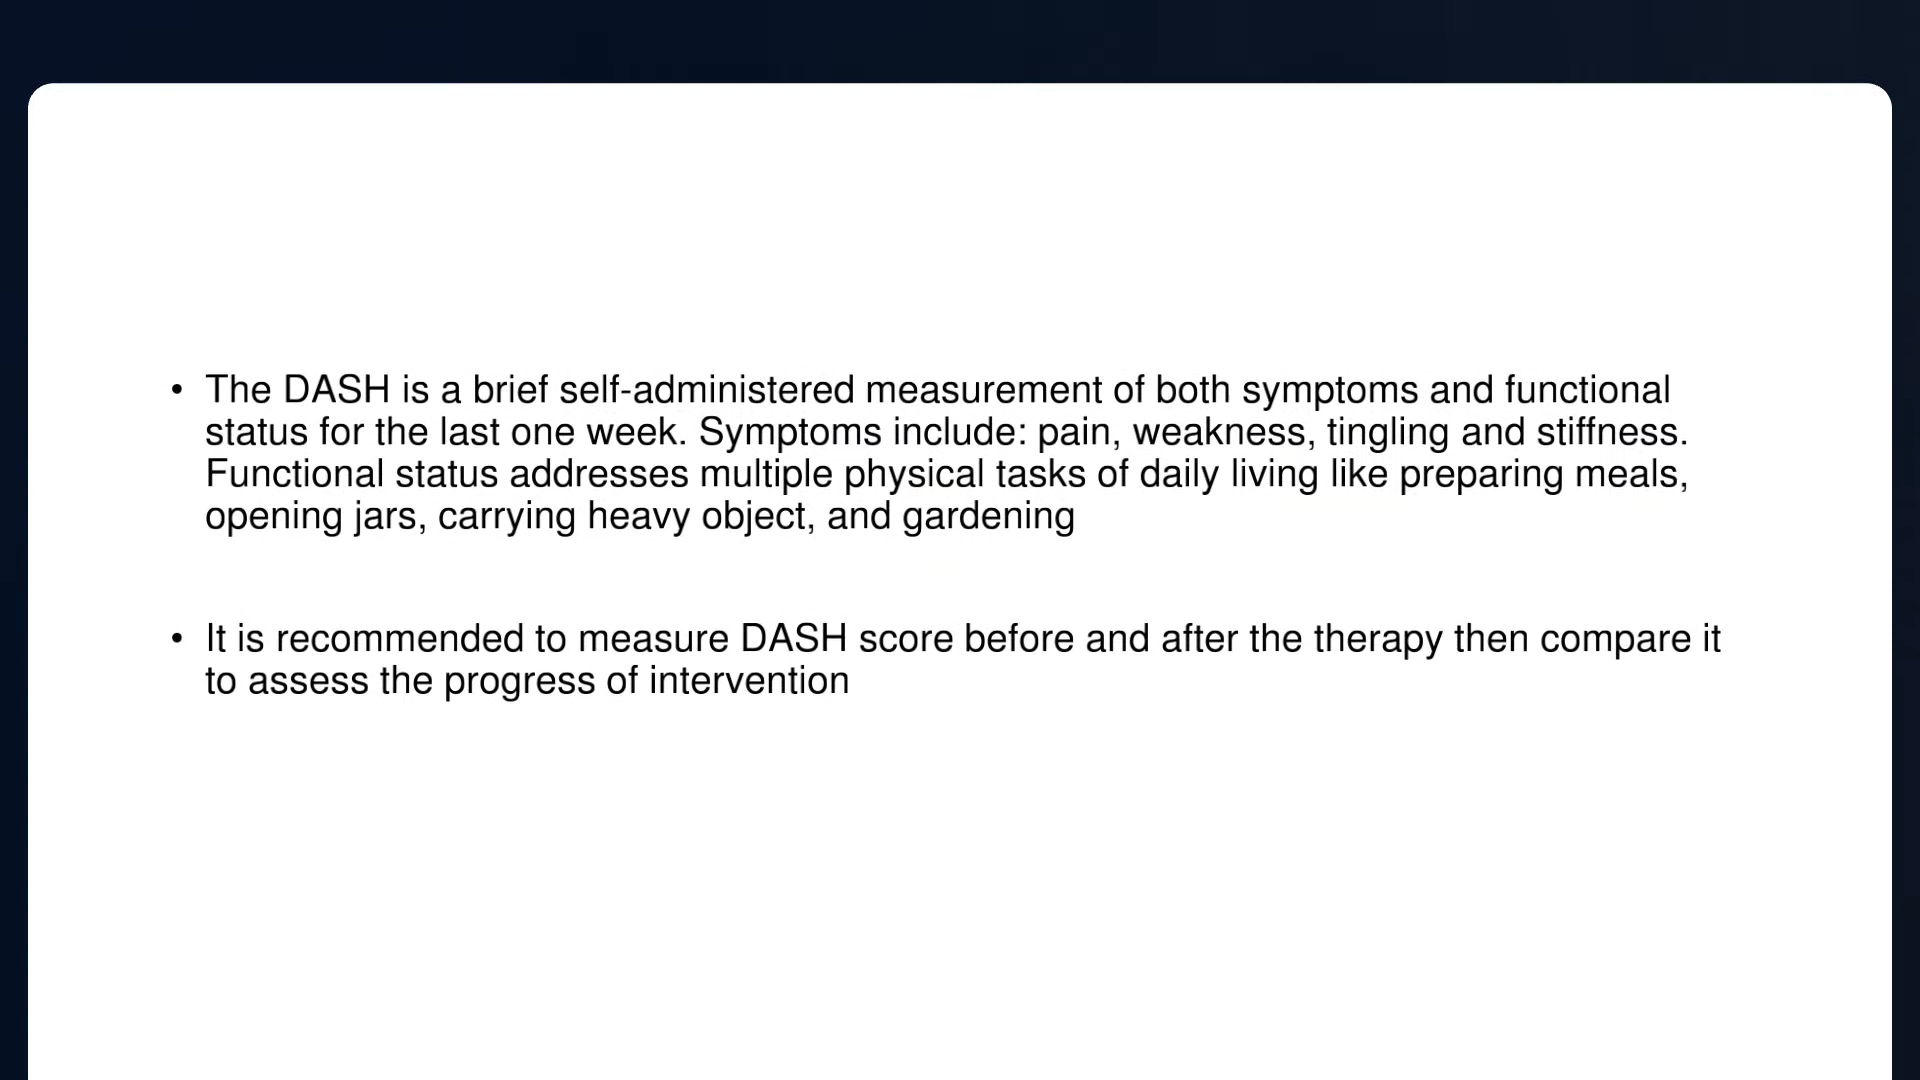 • The DASH is a brief self-administered measurement of both symptoms and functional
status for the last one week. Symptoms include: pain, weakness, tingling and stiffness.
Functional status addresses multiple physical tasks of daily living like preparing meals,
opening jars, carrying heavy object, and gardening
• It is recommended to measure DASH score before and after the therapy then compare it
to assess the progress of intervention